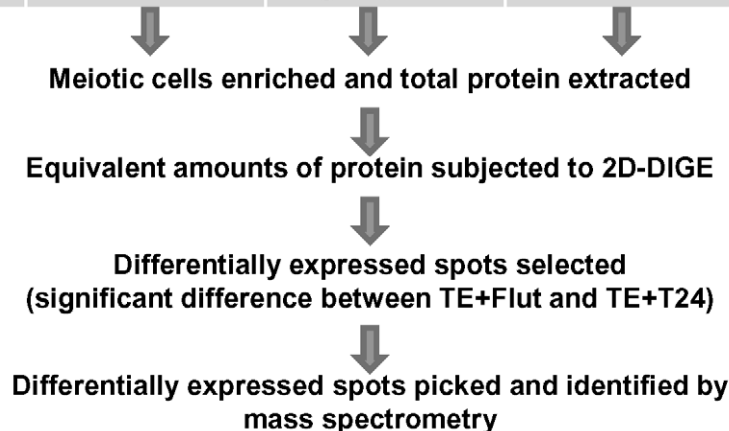 Meiotic cells enriched and total protein extracted
Equivalent amounts of protein subjected to 2D-DIGE
Differentially expressed spots selected
(significant difference between TE+Flut and TE+T24)
Differentially expressed spots picked and identified by
mass spectrometry